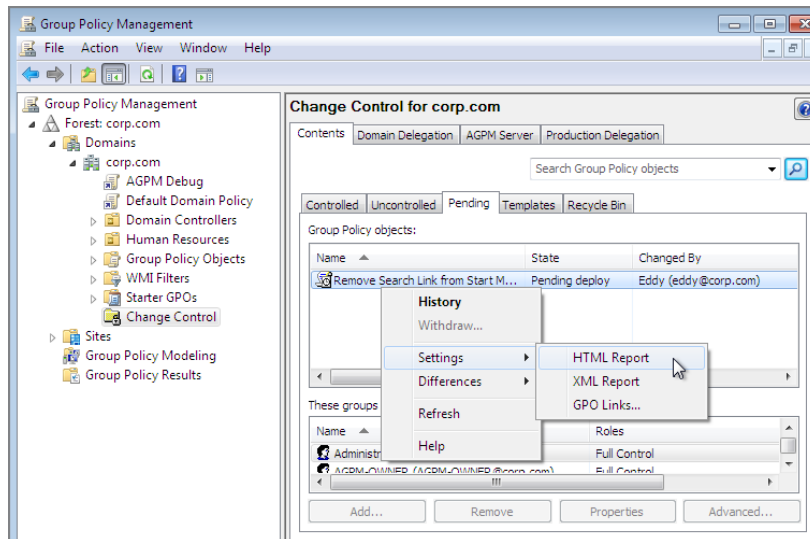 Group Policy Management
File Action View Window Help
Group Policy Management
Forest: corp.com
Domains
corp.com
AGPM Debug
Default Domain Policy
Domain Controllers
Human Resources
Group Policy Objects
WMI Filters
Starter GPOs
Change Control
Sites
Group Policy Modeling
Group Policy Results
Change Control for corp.com
Contents Domain Delegation AGPM Server Production Delegation
Search Group Policy objects
Controlled Uncontrolled Pending Templates Recycle Bin
Group Policy objects:
Name State Changed By
Remove Search Link from Start M... Pending deploy Eddy (eddy@corp.com)
History
Withdraw...
Settings
Differences
Refresh
Help
HTML Report
XML Report
GPO Links...
These groups
Name Roles
Administr Full Control
AGPM-OWNER (AGPM-OWNER@corp.com) Full Control
Add... Remove Properties Advanced...